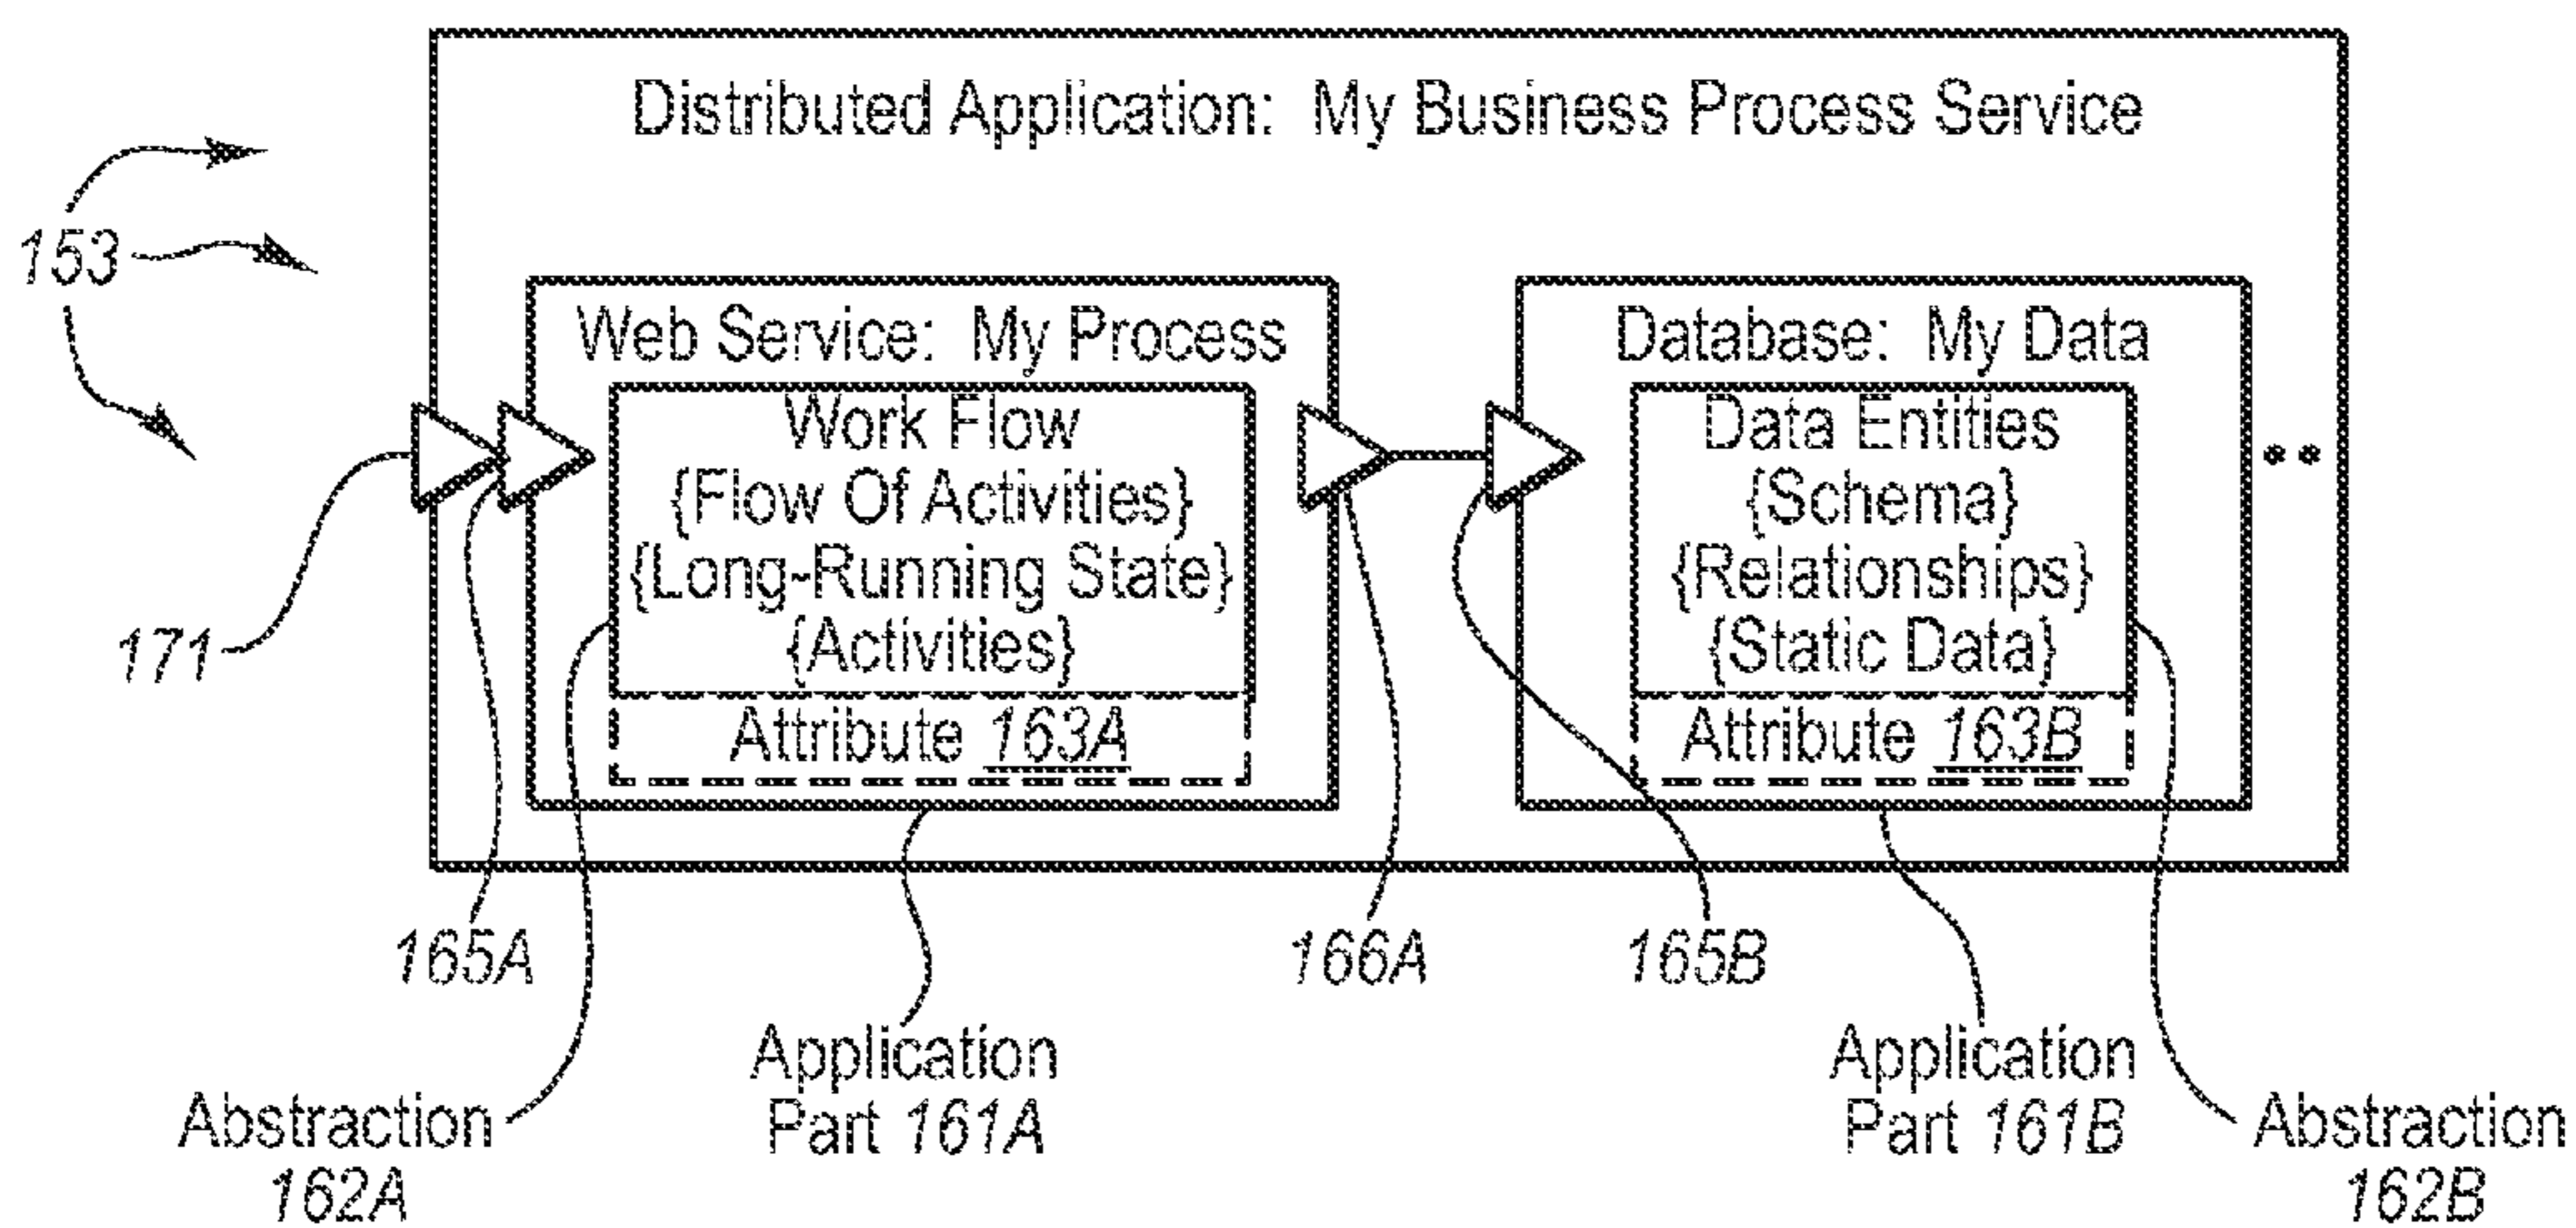 Distributed Application: My Business Process Service
153
Web Service: My Process
Work Flow
{Flow Of Activities}
{Long-Running State}
{Activities}
Attribute 163A
Database: My Data
Data Entities
{Schema}
{Relationships}
{Static Data}
Attribute 163B
171
165A
166A
165B
Abstraction
162A
Application
Part 161A
Application
Part 161B
Abstraction
162B